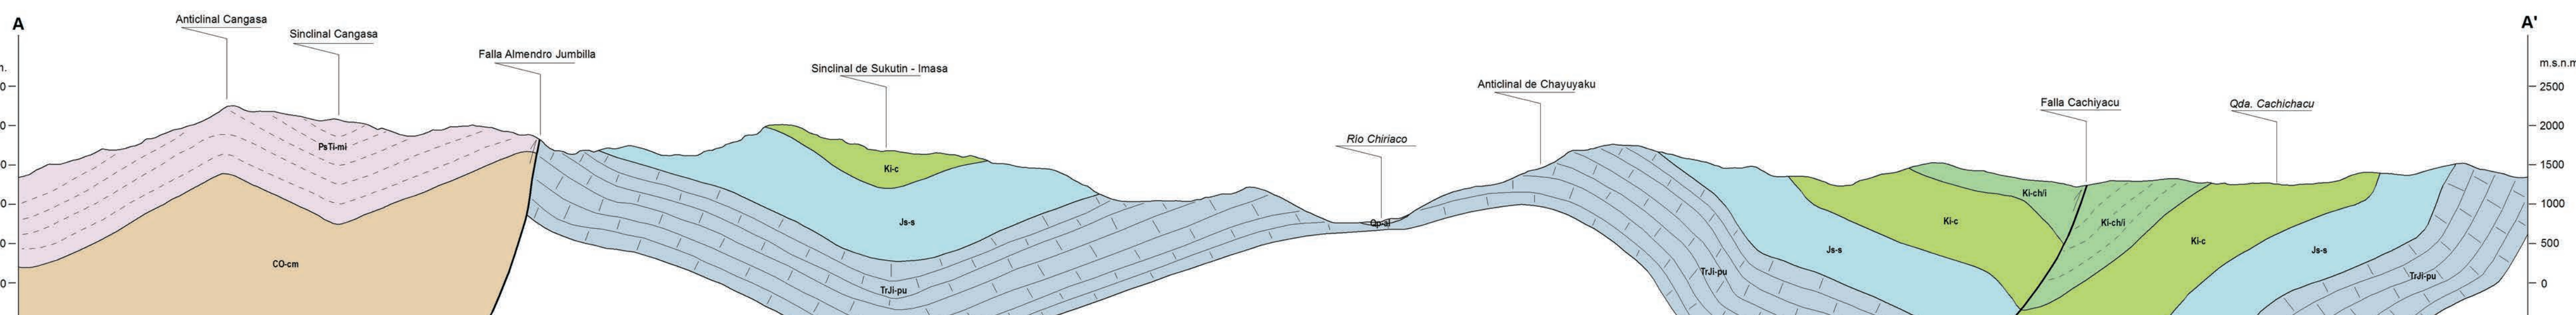 A
A'
Anticlinal Cangasa
Sinclinal Cangasa
Falla Almendro Jumbilla
Sinclinal de Sukutin - Imasa
Anticlinal de Chayuyaku
Río Chiriaco
Falla Cachiyacu
Qda. Cachichacu
m.s.n.m
2500
2000
1500
1000
500
0
PsTi-mi
CO-cm
Ki-c
Js-s
TrJi-pu
Qp-al
TrJi-pu
Js-s
Ki-c
Ki-ch/i
Ki-ch/i
Ki-c
Js-s
TrJi-pu